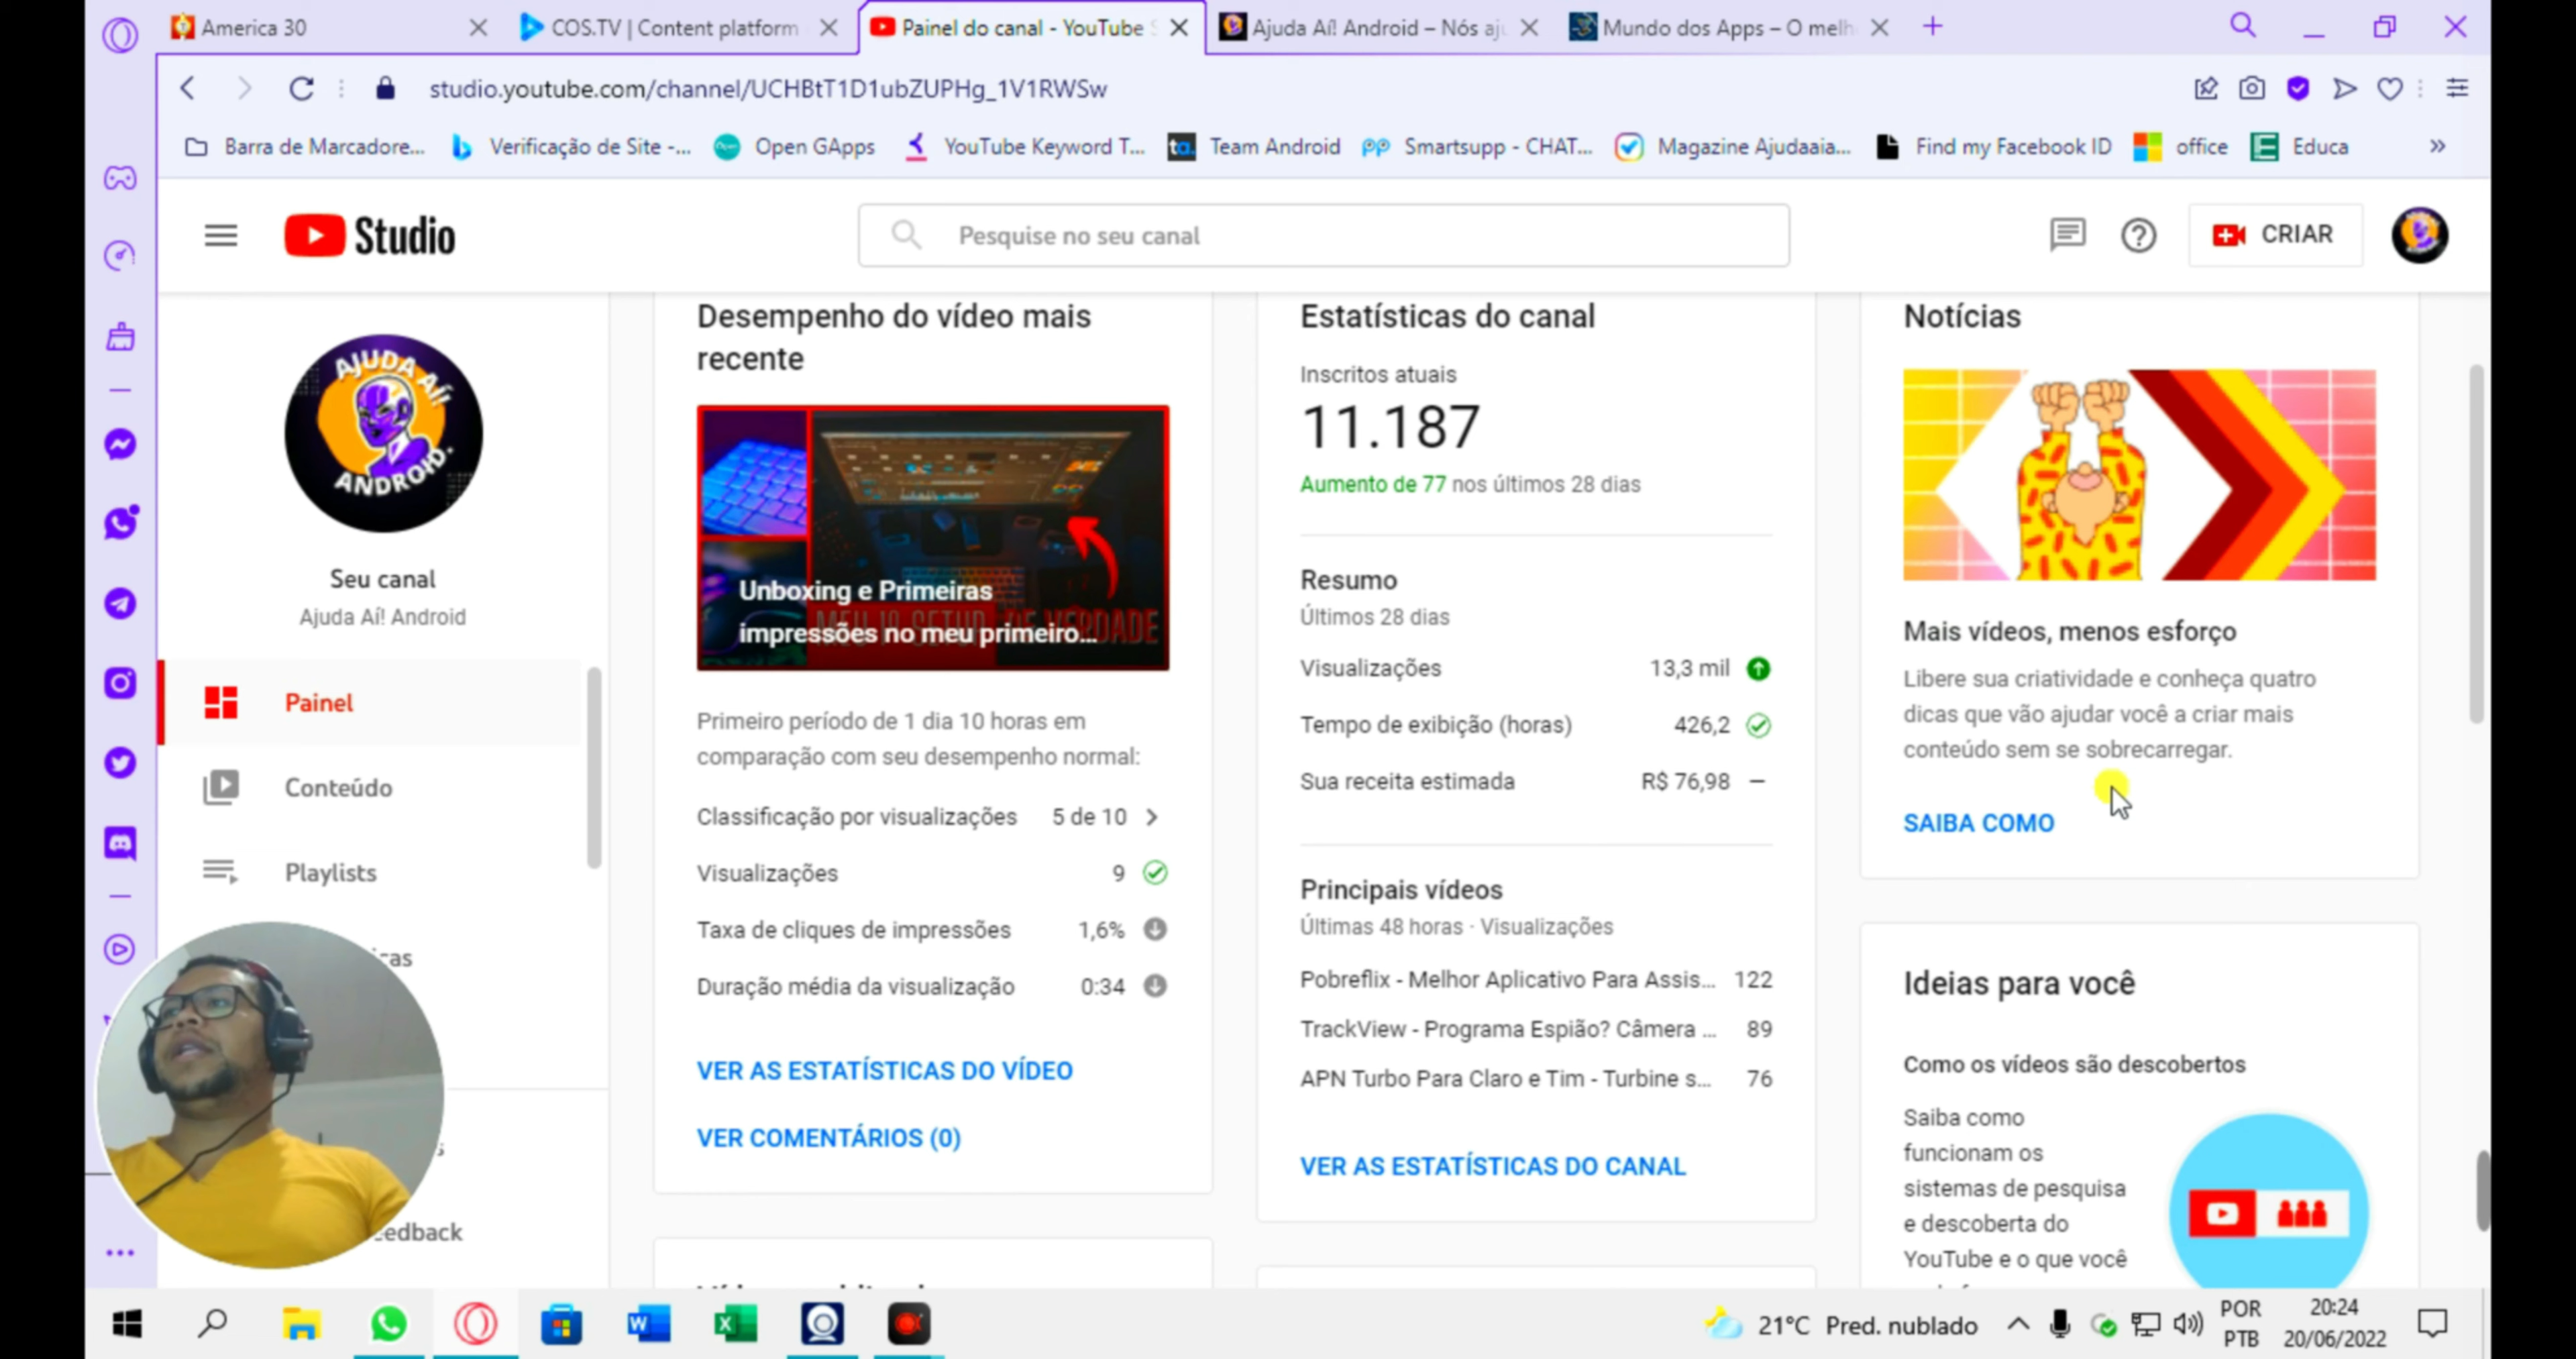 America 30
COS.TV | Content platform
Painel do canal - YouTube S
Ajuda Aí! Android – Nós aju
Mundo dos Apps – O melh
studio.youtube.com/channel/UCHBtT1D1ubZUPHg_1V1RWSw
Barra de Marcadore...
Verificação de Site -...
Open GApps
YouTube Keyword T...
Team Android
Smartsupp - CHAT...
Magazine Ajudaaia...
Find my Facebook ID
office
Educa
Studio
Pesquise no seu canal
CRIAR
AJUDA AÍ!
ANDROID.
Seu canal
Ajuda Aí! Android
Painel
Conteúdo
Playlists
Desempenho do vídeo mais
recente
Unboxing e Primeiras
impressões no meu primeiro...
Primeiro período de 1 dia 10 horas em
comparação com seu desempenho normal:
Classificação por visualizações 5 de 10
Visualizações 9
Taxa de cliques de impressões 1,6%
Duração média da visualização 0:34
VER AS ESTATÍSTICAS DO VÍDEO
VER COMENTÁRIOS (0)
Estatísticas do canal
Inscritos atuais
11.187
Aumento de 77 nos últimos 28 dias
Resumo
Últimos 28 dias
Visualizações 13,3 mil
Tempo de exibição (horas) 426,2
Sua receita estimada R$ 76,98 —
Principais vídeos
Últimas 48 horas · Visualizações
Pobreflix - Melhor Aplicativo Para Assis... 122
TrackView - Programa Espião? Câmera ... 89
APN Turbo Para Claro e Tim - Turbine s... 76
VER AS ESTATÍSTICAS DO CANAL
Notícias
Mais vídeos, menos esforço
Libere sua criatividade e conheça quatro
dicas que vão ajudar você a criar mais
conteúdo sem se sobrecarregar.
SAIBA COMO
Ideias para você
Como os vídeos são descobertos
Saiba como
funcionam os
sistemas de pesquisa
e descoberta do
YouTube e o que você
21°C Pred. nublado
POR
PTB
20:24
20/06/2022